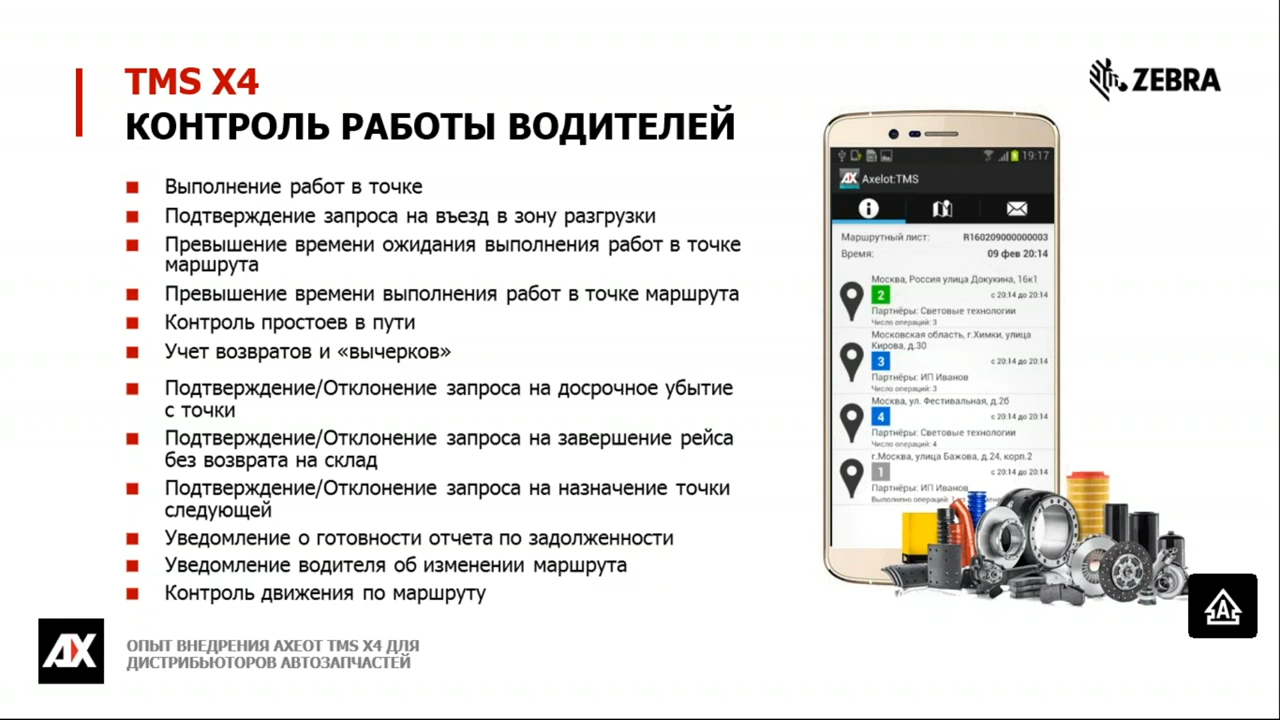 TMS X4
КОНТРОЛЬ РАБОТЫ ВОДИТЕЛЕЙ
ZEBRA
Выполнение работ в точке
Подтверждение запроса на въезд в зону разгрузки
Превышение времени ожидания выполнения работ в точке
маршрута
Превышение времени выполнения работ в точке маршрута
Контроль простоев в пути
Учет возвратов и «вычерков»
Подтверждение/Отклонение запроса на досрочное убытие
с точки
Подтверждение/Отклонение запроса на завершение рейса
без возврата на склад
Подтверждение/Отклонение запроса на назначение точки
следующей
Уведомление о готовности отчета по задолженности
Уведомление водителя об изменении маршрута
Контроль движения по маршруту
19:17
AX Axelot:TMS
Маршрутный лист: R160209000000003
Время: 09 фев 20:14
Москва, Россия улица Докукина, 16к1
2 с 20:14 до 20:14
Партнёры: Световые технологии
Число операций: 3
Московская область, г.Химки, улица
Кирова, д.30
3 с 20:14 до 20:14
Партнёры: ИП Иванов
Число операций: 3
Москва, ул. Фестивальная, д.2б
4 с 20:14 до 20:14
Партнёры: Световые технологии
Число операций: 4
г.Москва, улица Бажова, д.24, корп.2
1 с 20:14 до 20:14
Партнёры: ИП Иванов
Выполнено операций: 1
AX
ОПЫТ ВНЕДРЕНИЯ AXEOT TMS X4 ДЛЯ
ДИСТРИБЬЮТОРОВ АВТОЗАПЧАСТЕЙ
A